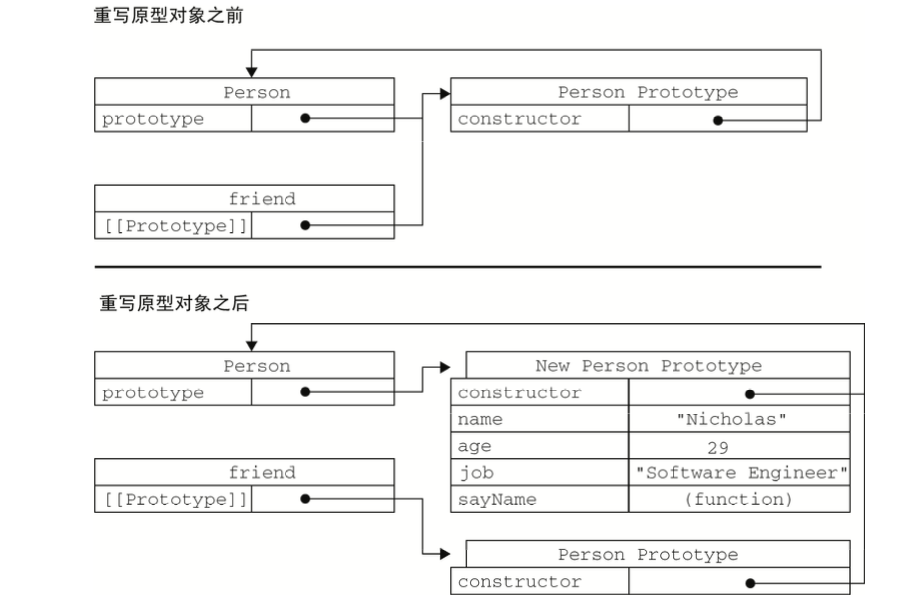 重写原型对象之前
Person
prototype
Person Prototype
constructor
friend
[[Prototype]]
重写原型对象之后
Person
prototype
New Person Prototype
constructor
name "Nicholas"
age 29
job "Software Engineer"
sayName (function)
friend
[[Prototype]]
Person Prototype
constructor